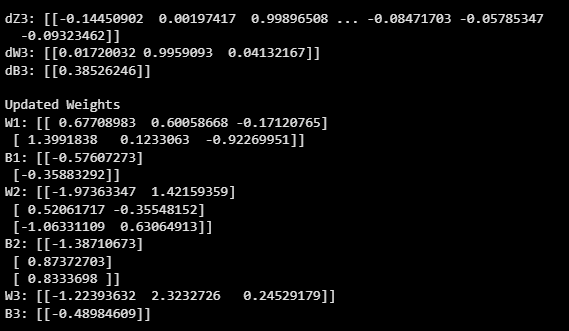 dZ3: [[-0.14450902  0.00197417  0.99896508 ... -0.08471703 -0.05785347
  -0.09323462]]
dW3: [[0.01720032 0.9959093  0.04132167]]
dB3: [[0.38526246]]

Updated Weights
W1: [[ 0.67708983  0.60058668 -0.17120765]
 [ 1.3991838   0.1233063  -0.92269951]]
B1: [[-0.57607273]
 [-0.35883292]]
W2: [[-1.97363347  1.42159359]
 [ 0.52061717 -0.35548152]
 [-1.06331109  0.63064913]]
B2: [[-1.38710673]
 [ 0.87372703]
 [ 0.8333698 ]]
W3: [[-1.22393632  2.3232726   0.24529179]]
B3: [[-0.48984609]]